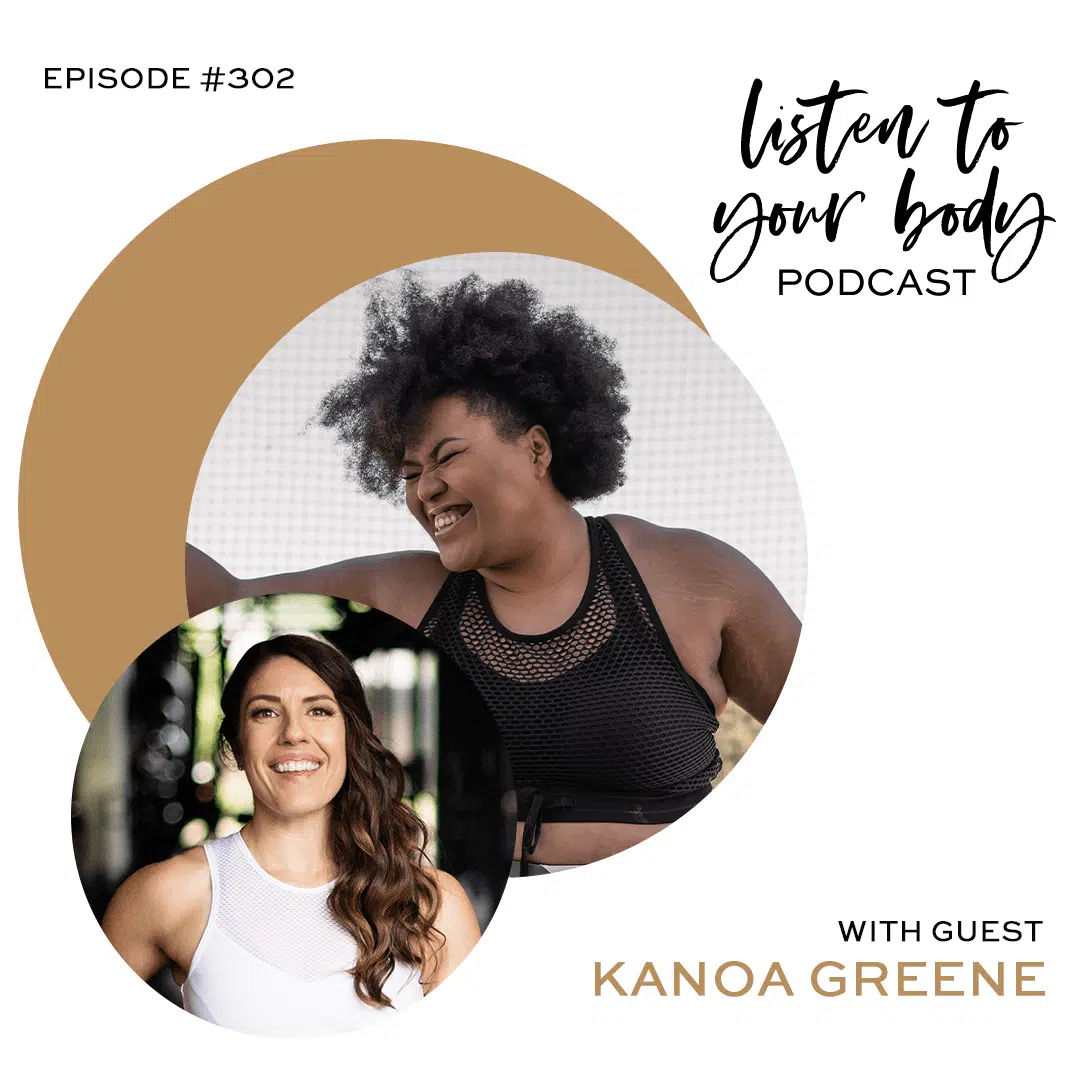 EPISODE #302
listen to
your body
PODCAST
WITH GUEST
KANOA GREENE